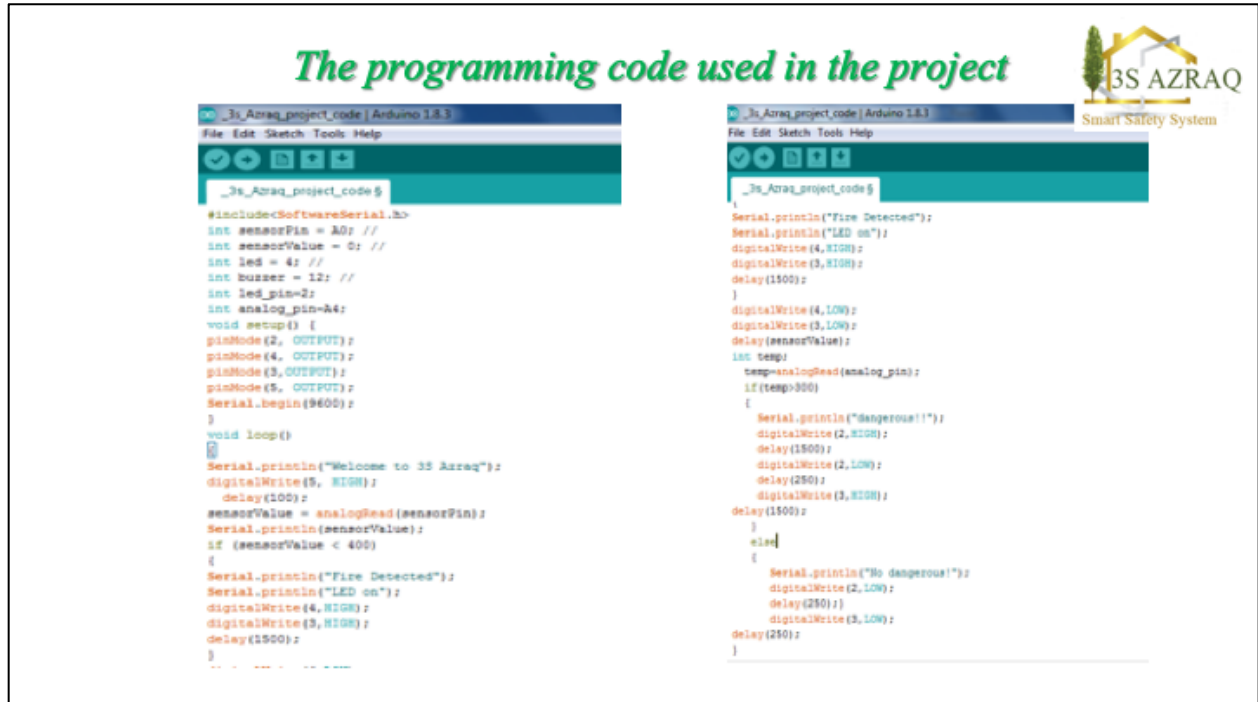 The programming code used in the project
3S AZRAQ
Smart Safety System
_3s_Azraq_project_code | Arduino 1.8.3
File Edit Sketch Tools Help
_3s_Azraq_project_code §
#include<SoftwareSerial.h>
int sensorPin = A0; //
int sensorValue = 0; //
int led = 4; //
int buzzer = 12; //
int led_pin=2;
int analog_pin=A4;
void setup() {
pinMode(2, OUTPUT);
pinMode(4, OUTPUT);
pinMode(3,OUTPUT);
pinMode(5, OUTPUT);
Serial.begin(9600);
}
void loop()
{
Serial.println("Welcome to 3S Azraq");
digitalWrite(5, HIGH);
delay(100);
sensorValue = analogRead(sensorPin);
Serial.println(sensorValue);
if (sensorValue < 400)
{
Serial.println("Fire Detected");
Serial.println("LED on");
digitalWrite(4,HIGH);
digitalWrite(3,HIGH);
delay(1500);
}
_3s_Azraq_project_code | Arduino 1.8.3
File Edit Sketch Tools Help
_3s_Azraq_project_code §
{
Serial.println("Fire Detected");
Serial.println("LED on");
digitalWrite(4,HIGH);
digitalWrite(3,HIGH);
delay(1500);
}
digitalWrite(4,LOW);
digitalWrite(3,LOW);
delay(sensorValue);
int temp;
temp=analogRead(analog_pin);
if(temp>300)
{
Serial.println("dangerous!!");
digitalWrite(2,HIGH);
delay(1500);
digitalWrite(2,LOW);
delay(250);
digitalWrite(3,HIGH);
delay(1500);
}
else
{
Serial.println("No dangerous!");
digitalWrite(2,LOW);
delay(250);}
digitalWrite(3,LOW);
delay(250);
}